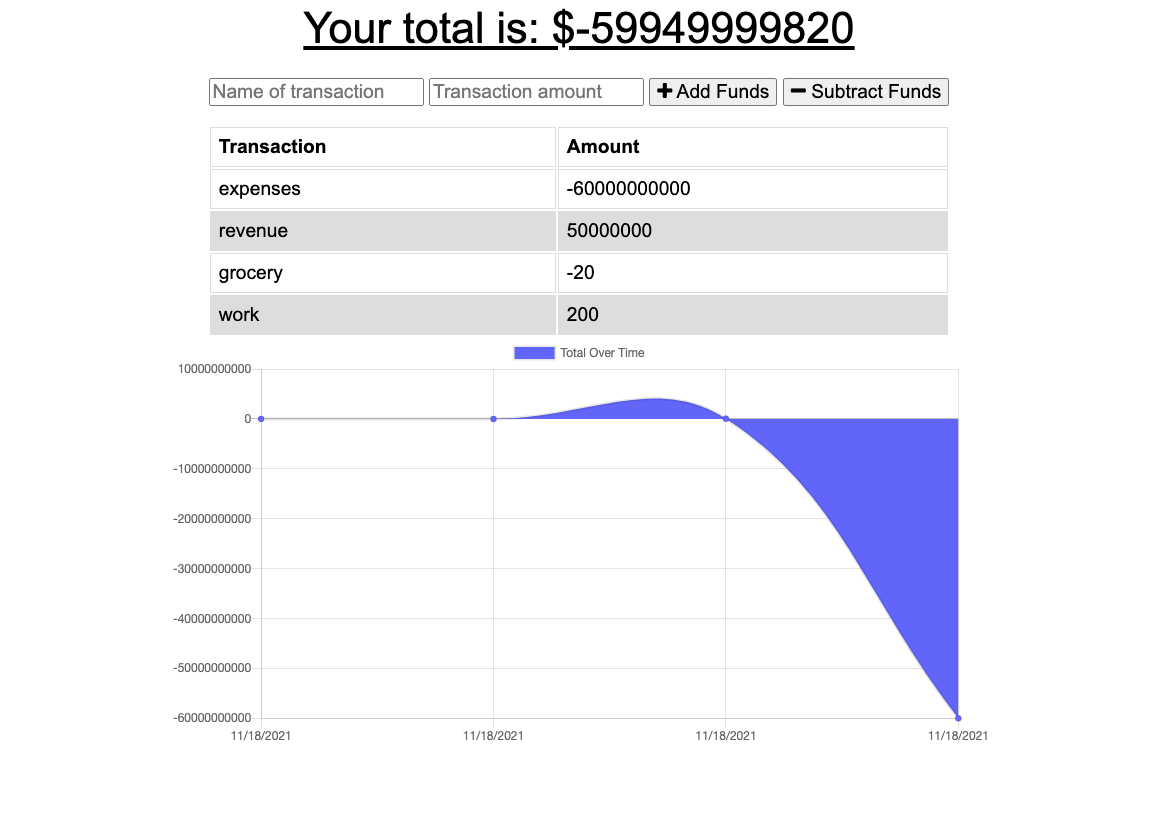 Your total is: $-59949999820
Name of transaction Transaction amount Add Funds Subtract Funds
Transaction Amount
expenses -60000000000
revenue 50000000
grocery -20
work 200
Total Over Time
10000000000
0
-10000000000
-20000000000
-30000000000
-40000000000
-50000000000
-60000000000
11/18/2021 11/18/2021 11/18/2021 11/18/2021